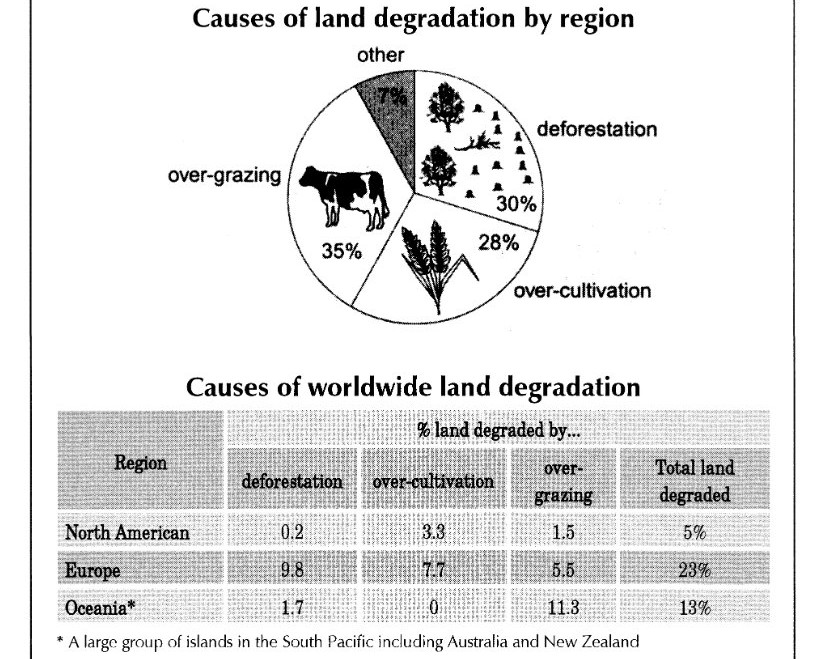 Causes of land degradation by region
other
7%
deforestation
over-grazing
30%
28%
35%
over-cultivation
Causes of worldwide land degradation
Region
% land degraded by...
deforestation over-cultivation over-grazing Total land degraded
North American 0.2 3.3 1.5 5%
Europe 9.8 7.7 5.5 23%
Oceania* 1.7 0 11.3 13%
* A large group of islands in the South Pacific including Australia and New Zealand